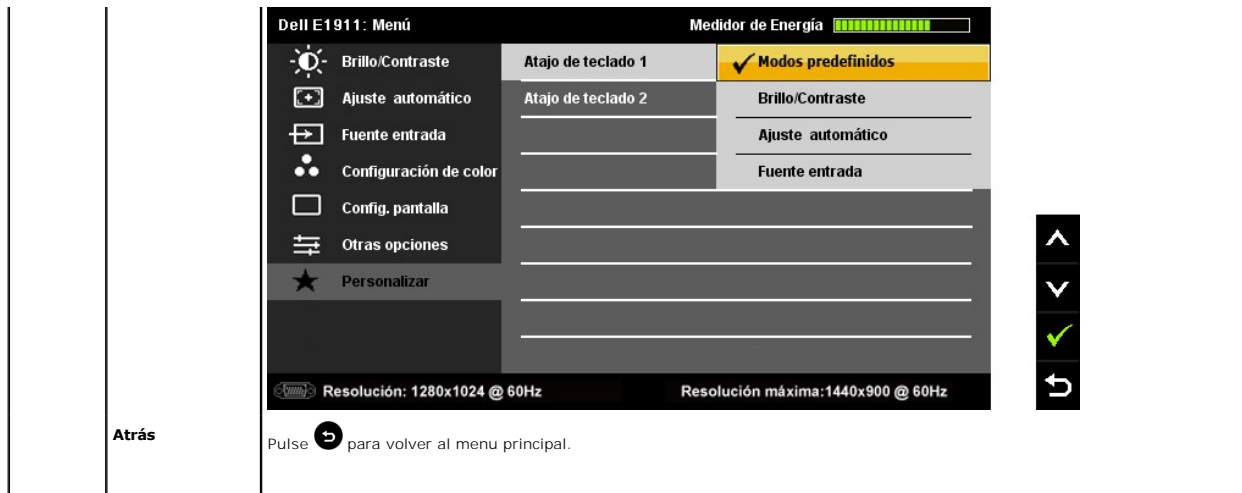 Dell E1911: Menú Medidor de Energía
Brillo/Contraste Atajo de teclado 1 Modos predefinidos
Ajuste automático Atajo de teclado 2 Brillo/Contraste
Fuente entrada Ajuste automático
Configuración de color Fuente entrada
Config. pantalla
Otras opciones
Personalizar
Resolución: 1280x1024 @ 60Hz Resolución máxima:1440x900 @ 60Hz
Atrás Pulse para volver al menu principal.